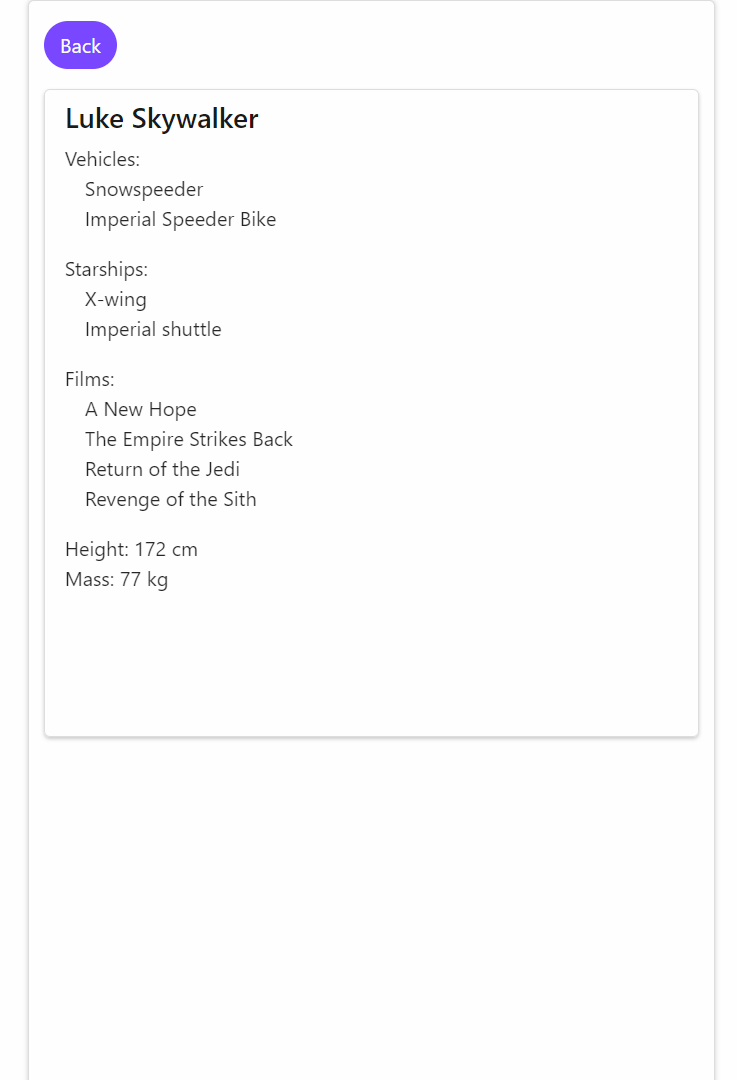 Back
Luke Skywalker
Vehicles:
Snowspeeder
Imperial Speeder Bike
Starships:
X-wing
Imperial shuttle
Films:
A New Hope
The Empire Strikes Back
Return of the Jedi
Revenge of the Sith
Height: 172 cm
Mass: 77 kg